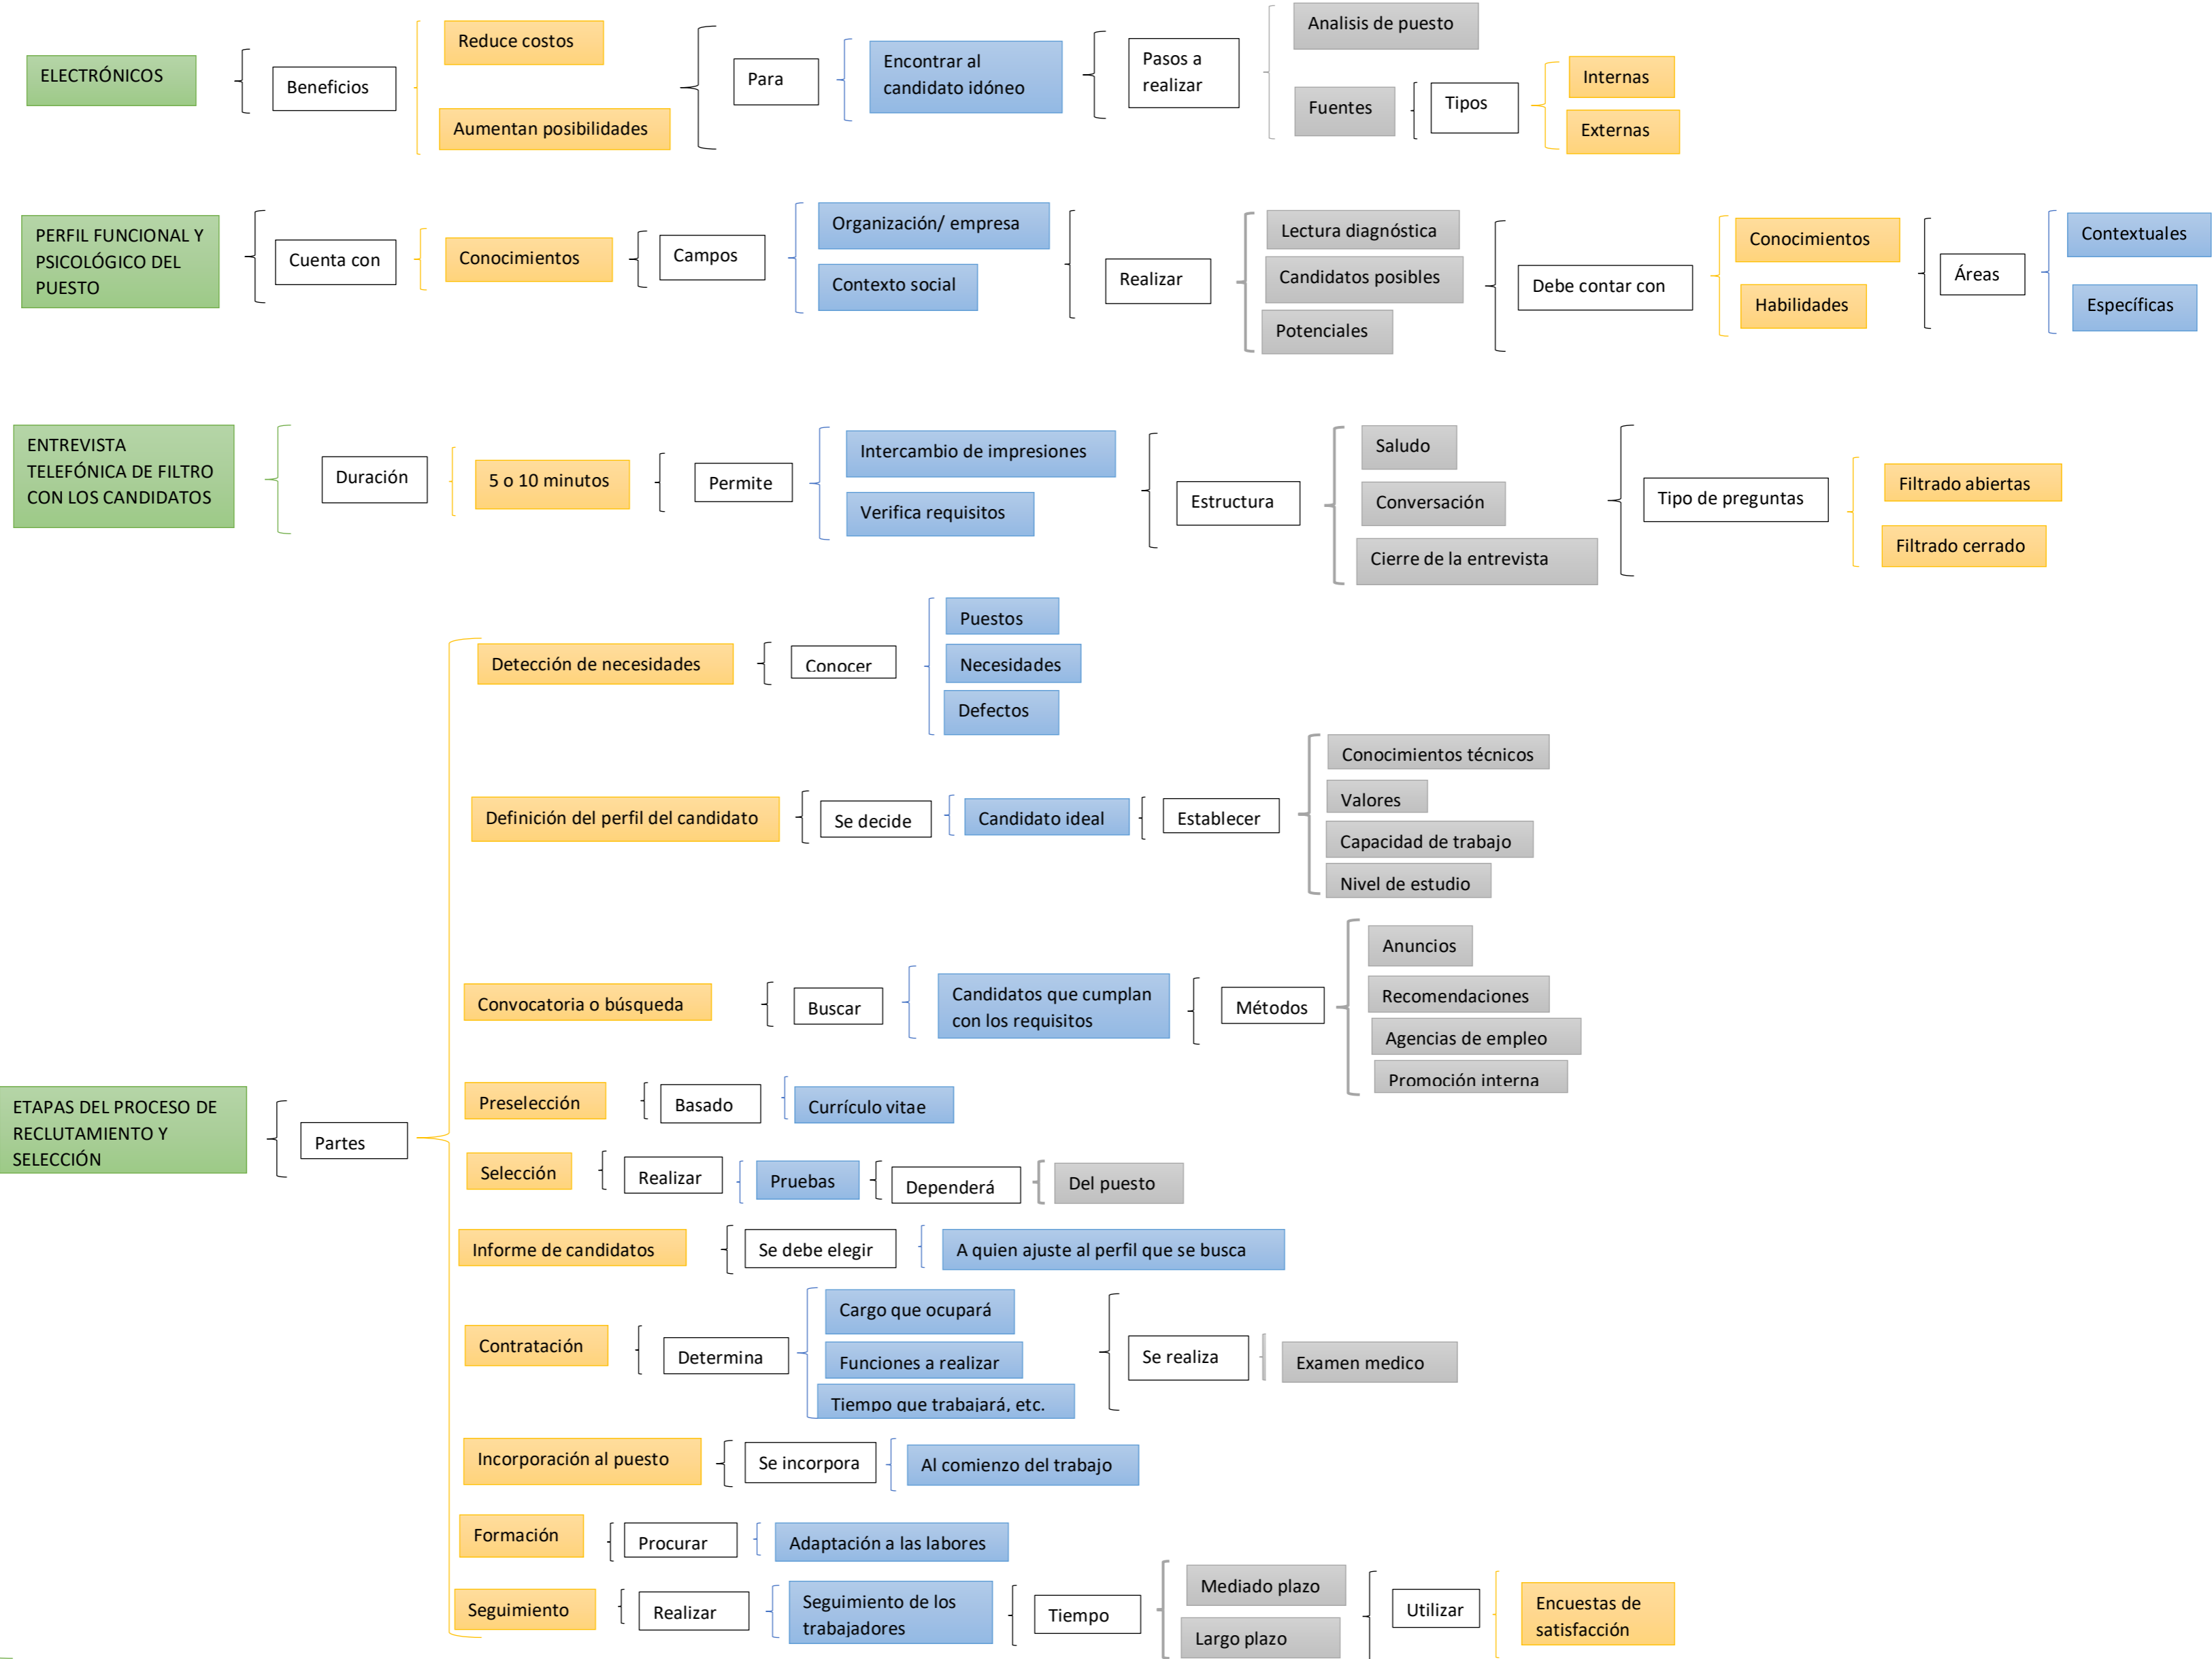 ELECTRÓNICOS
Beneficios
Reduce costos
Aumentan posibilidades
Para
Encontrar al
candidato idóneo
Pasos a
realizar
Analisis de puesto
Fuentes
Tipos
Internas
Externas
PERFIL FUNCIONAL Y
PSICOLÓGICO DEL
PUESTO
Cuenta con
Conocimientos
Campos
Organización/ empresa
Contexto social
Realizar
Lectura diagnóstica
Candidatos posibles
Potenciales
Debe contar con
Conocimientos
Habilidades
Áreas
Contextuales
Específicas
ENTREVISTA
TELEFÓNICA DE FILTRO
CON LOS CANDIDATOS
Duración
5 o 10 minutos
Permite
Intercambio de impresiones
Verifica requisitos
Estructura
Saludo
Conversación
Cierre de la entrevista
Tipo de preguntas
Filtrado abiertas
Filtrado cerrado
ETAPAS DEL PROCESO DE
RECLUTAMIENTO Y
SELECCIÓN
Partes
Detección de necesidades
Conocer
Puestos
Necesidades
Defectos
Definición del perfil del candidato
Se decide
Candidato ideal
Establecer
Conocimientos técnicos
Valores
Capacidad de trabajo
Nivel de estudio
Convocatoria o búsqueda
Buscar
Candidatos que cumplan
con los requisitos
Métodos
Anuncios
Recomendaciones
Agencias de empleo
Promoción interna
Preselección
Basado
Currículo vitae
Selección
Realizar
Pruebas
Dependerá
Del puesto
Informe de candidatos
Se debe elegir
A quien ajuste al perfil que se busca
Contratación
Determina
Cargo que ocupará
Funciones a realizar
Tiempo que trabajará, etc.
Se realiza
Examen medico
Incorporación al puesto
Se incorpora
Al comienzo del trabajo
Formación
Procurar
Adaptación a las labores
Seguimiento
Realizar
Seguimiento de los
trabajadores
Tiempo
Mediado plazo
Largo plazo
Utilizar
Encuestas de
satisfacción